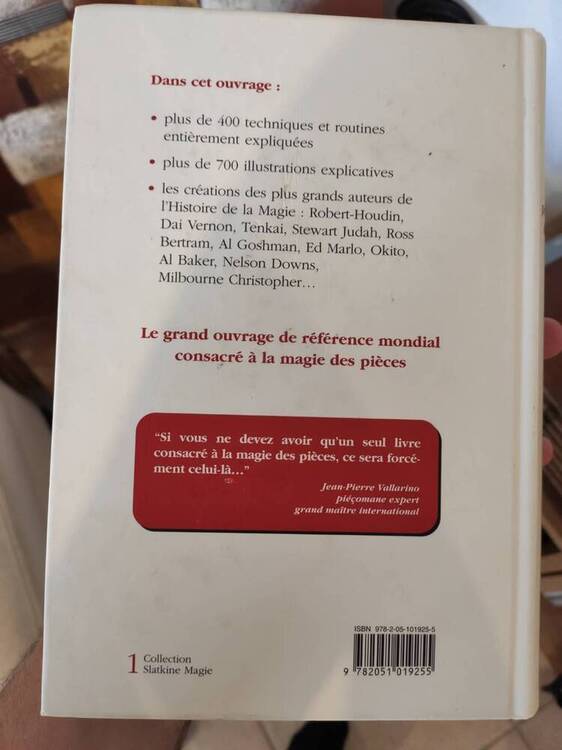 Dans cet ouvrage :
• plus de 400 techniques et routines
entièrement expliquées
• plus de 700 illustrations explicatives
• les créations des plus grands auteurs de
l'Histoire de la Magie : Robert-Houdin,
Dai Vernon, Tenkai, Stewart Judah, Ross
Bertram, Al Goshman, Ed Marlo, Okito,
Al Baker, Nelson Downs,
Milbourne Christopher…
Le grand ouvrage de référence mondial
consacré à la magie des pièces
"Si vous ne devez avoir qu'un seul livre
consacré à la magie des pièces, ce sera forcé-
ment celui-là…"
Jean-Pierre Vallarino
piéçomane expert
grand maître international
ISBN 978-2-05-101925-5
9 782051 019255
1 Collection
Slatkine Magie